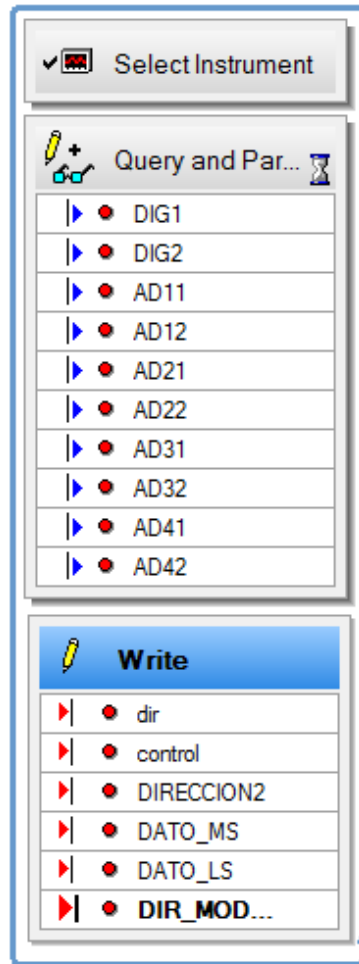 Select Instrument
Query and Par...
DIG1
DIG2
AD11
AD12
AD21
AD22
AD31
AD32
AD41
AD42
Write
dir
control
DIRECCION2
DATO_MS
DATO_LS
DIR_MOD...